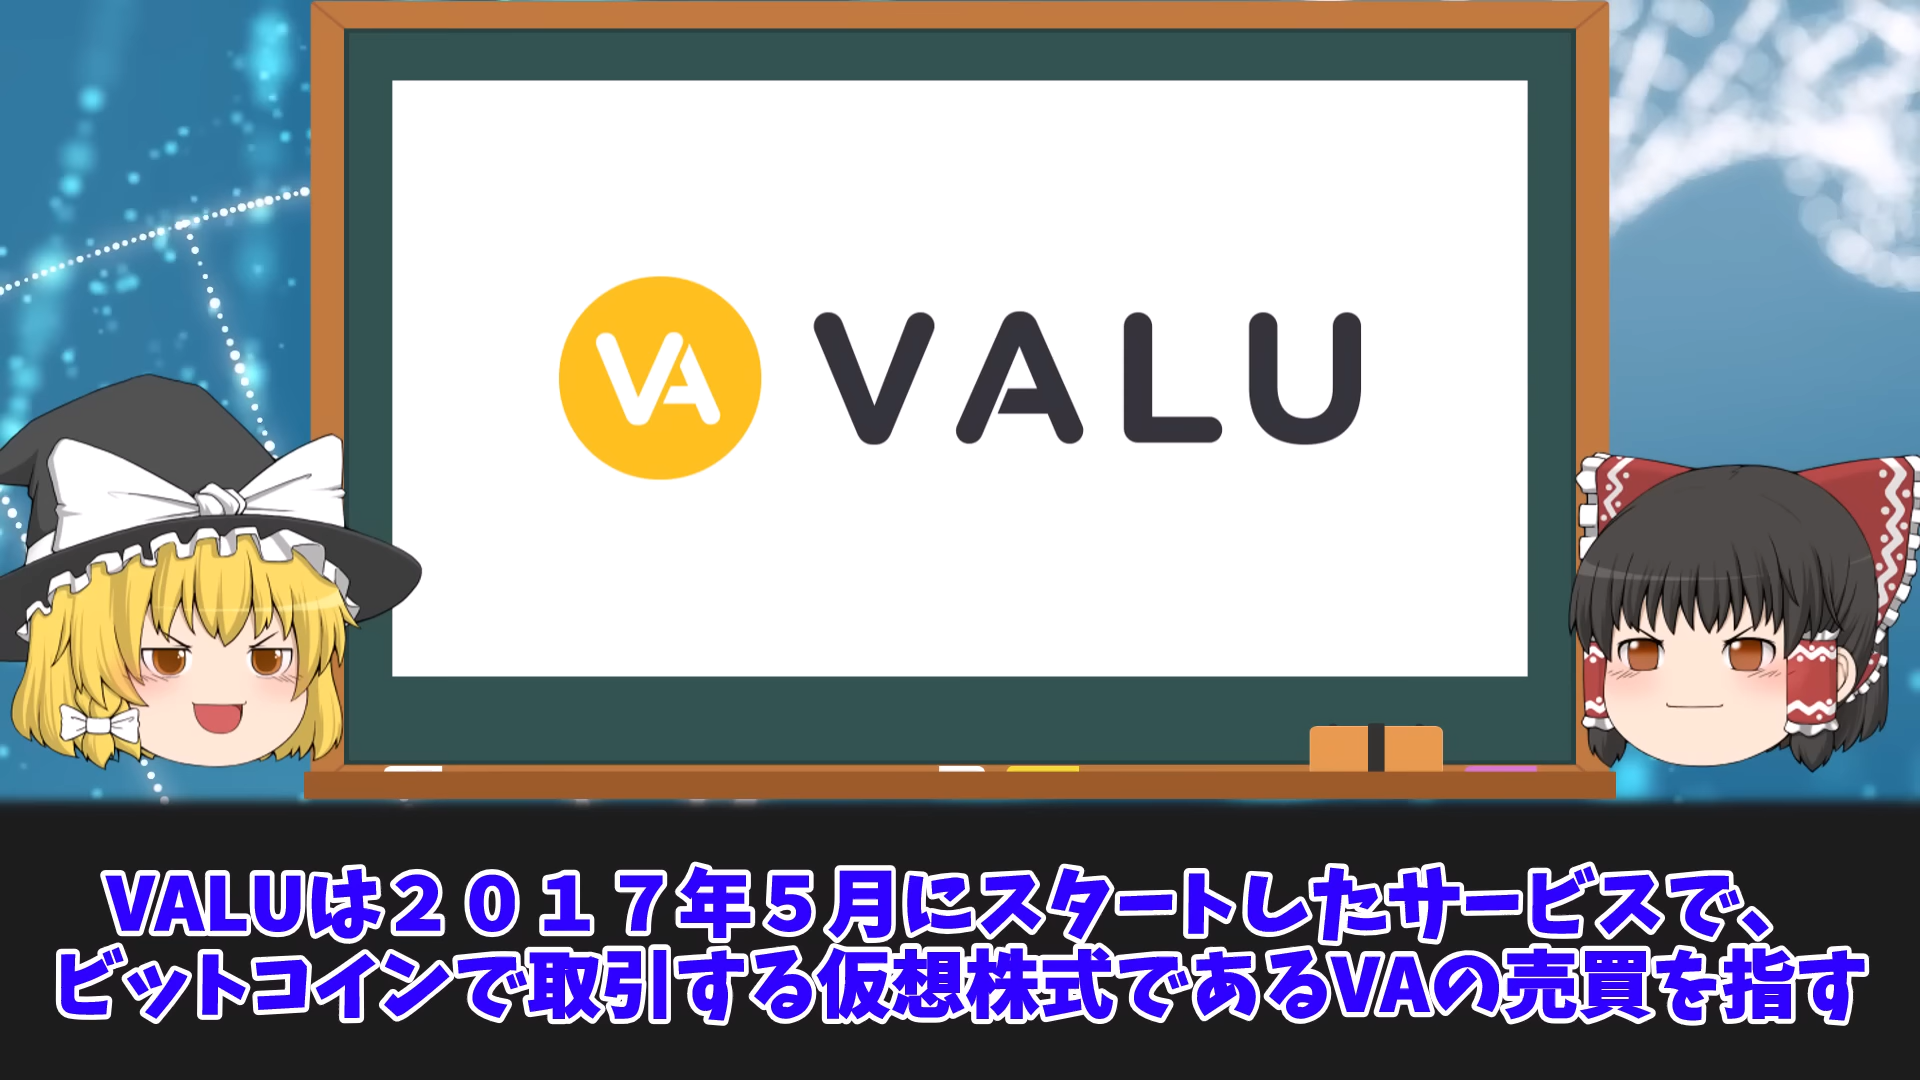 VA VALU
VALUは２０１７年５月にスタートしたサービスで、
ビットコインで取引する仮想株式であるVAの売買を指す